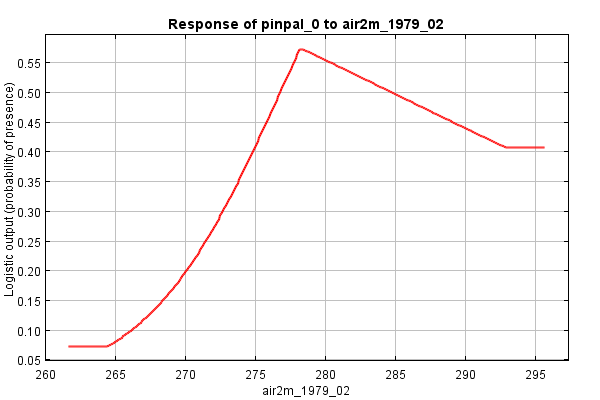 Response of pinpal_0 to air2m_1979_02
Logistic output (probability of presence)
0.55
0.50
0.45
0.40
0.35
0.30
0.25
0.20
0.15
0.10
0.05
260 265 270 275 280 285 290 295
air2m_1979_02